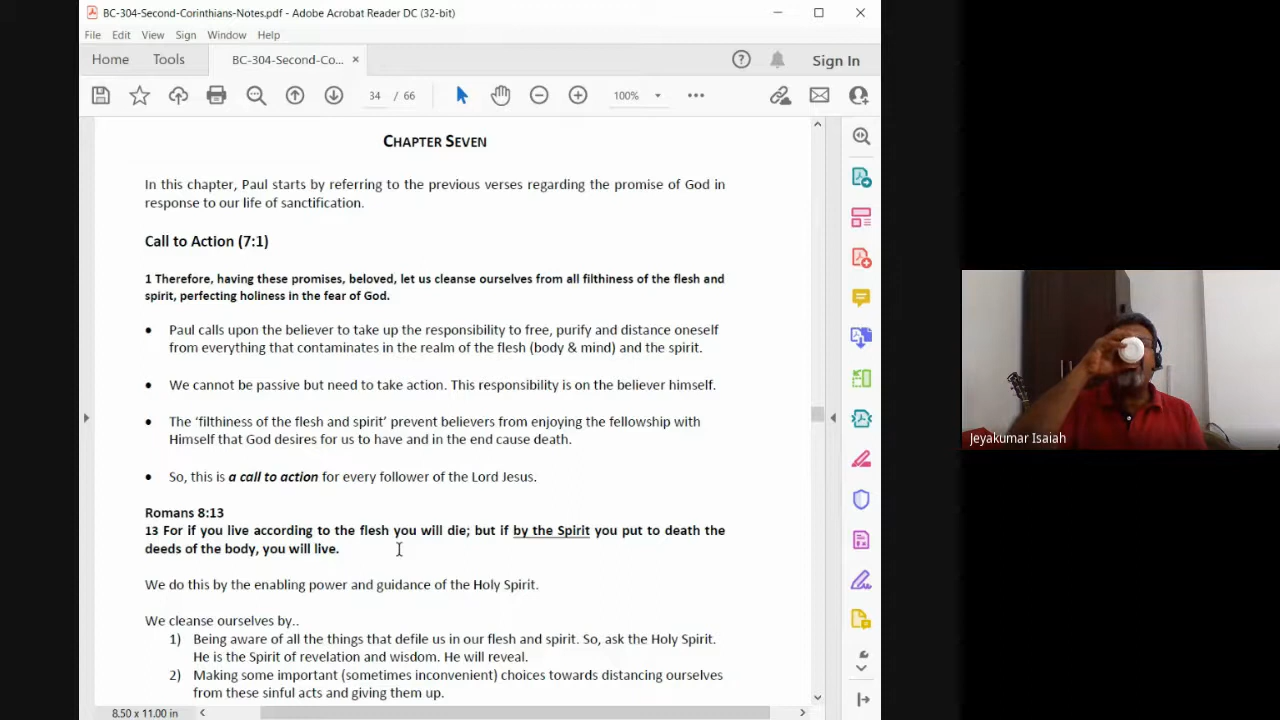 BC-304-Second-Corinthians-Notes.pdf - Adobe Acrobat Reader DC (32-bit)
File Edit View Sign Window Help
Home Tools BC-304-Second-Co... × Sign In
34 / 66 100%
CHAPTER SEVEN
In this chapter, Paul starts by referring to the previous verses regarding the promise of God in
response to our life of sanctification.
Call to Action (7:1)
1 Therefore, having these promises, beloved, let us cleanse ourselves from all filthiness of the flesh and
spirit, perfecting holiness in the fear of God.
• Paul calls upon the believer to take up the responsibility to free, purify and distance oneself
from everything that contaminates in the realm of the flesh (body & mind) and the spirit.
• We cannot be passive but need to take action. This responsibility is on the believer himself.
• The ‘filthiness of the flesh and spirit’ prevent believers from enjoying the fellowship with
Himself that God desires for us to have and in the end cause death.
• So, this is a call to action for every follower of the Lord Jesus.
Romans 8:13
13 For if you live according to the flesh you will die; but if by the Spirit you put to death the
deeds of the body, you will live.
We do this by the enabling power and guidance of the Holy Spirit.
We cleanse ourselves by..
1) Being aware of all the things that defile us in our flesh and spirit. So, ask the Holy Spirit.
He is the Spirit of revelation and wisdom. He will reveal.
2) Making some important (sometimes inconvenient) choices towards distancing ourselves
from these sinful acts and giving them up.
8.50 x 11.00 in
Jeyakumar Isaiah